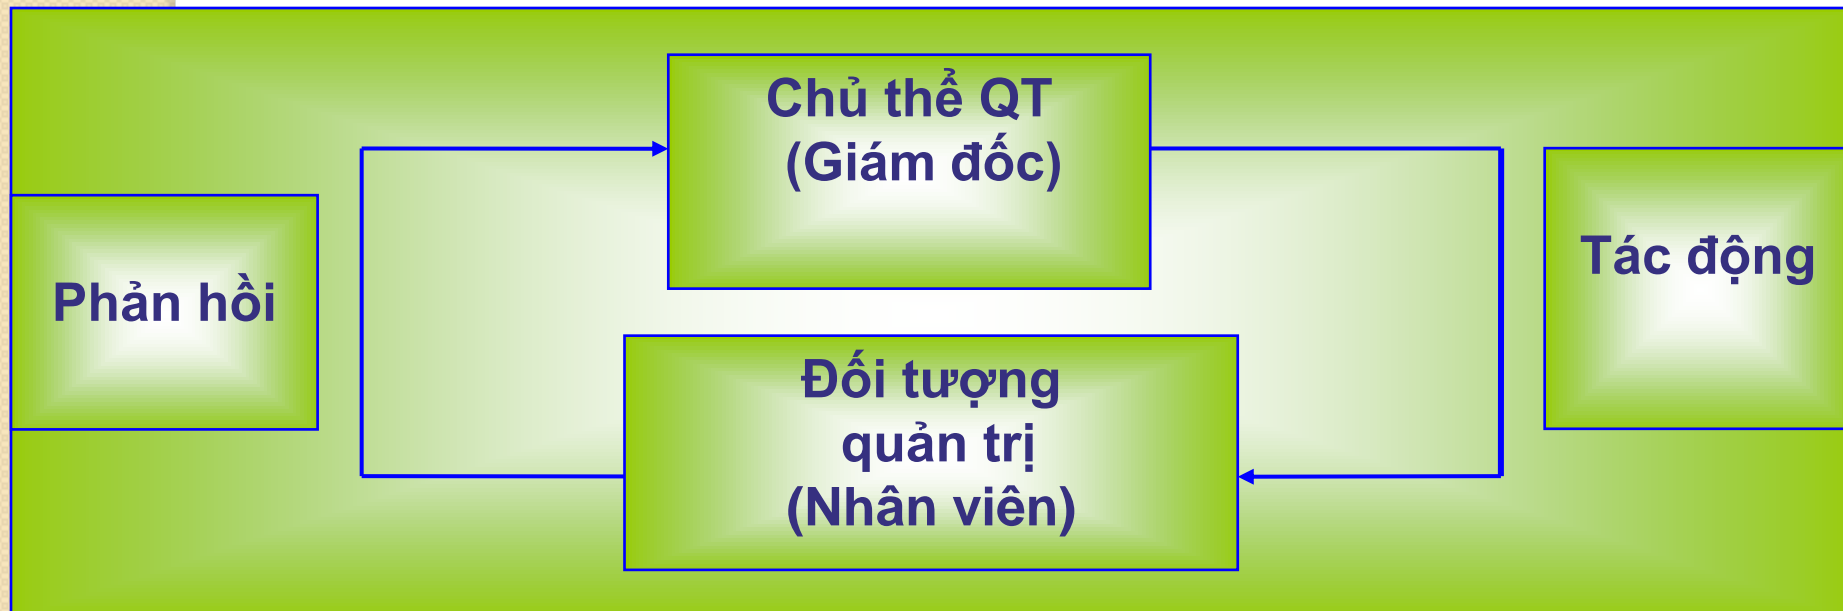 Chủ thể QT
(Giám đốc)
Phản hồi
Tác động
Đối tượng
quản trị
(Nhân viên)